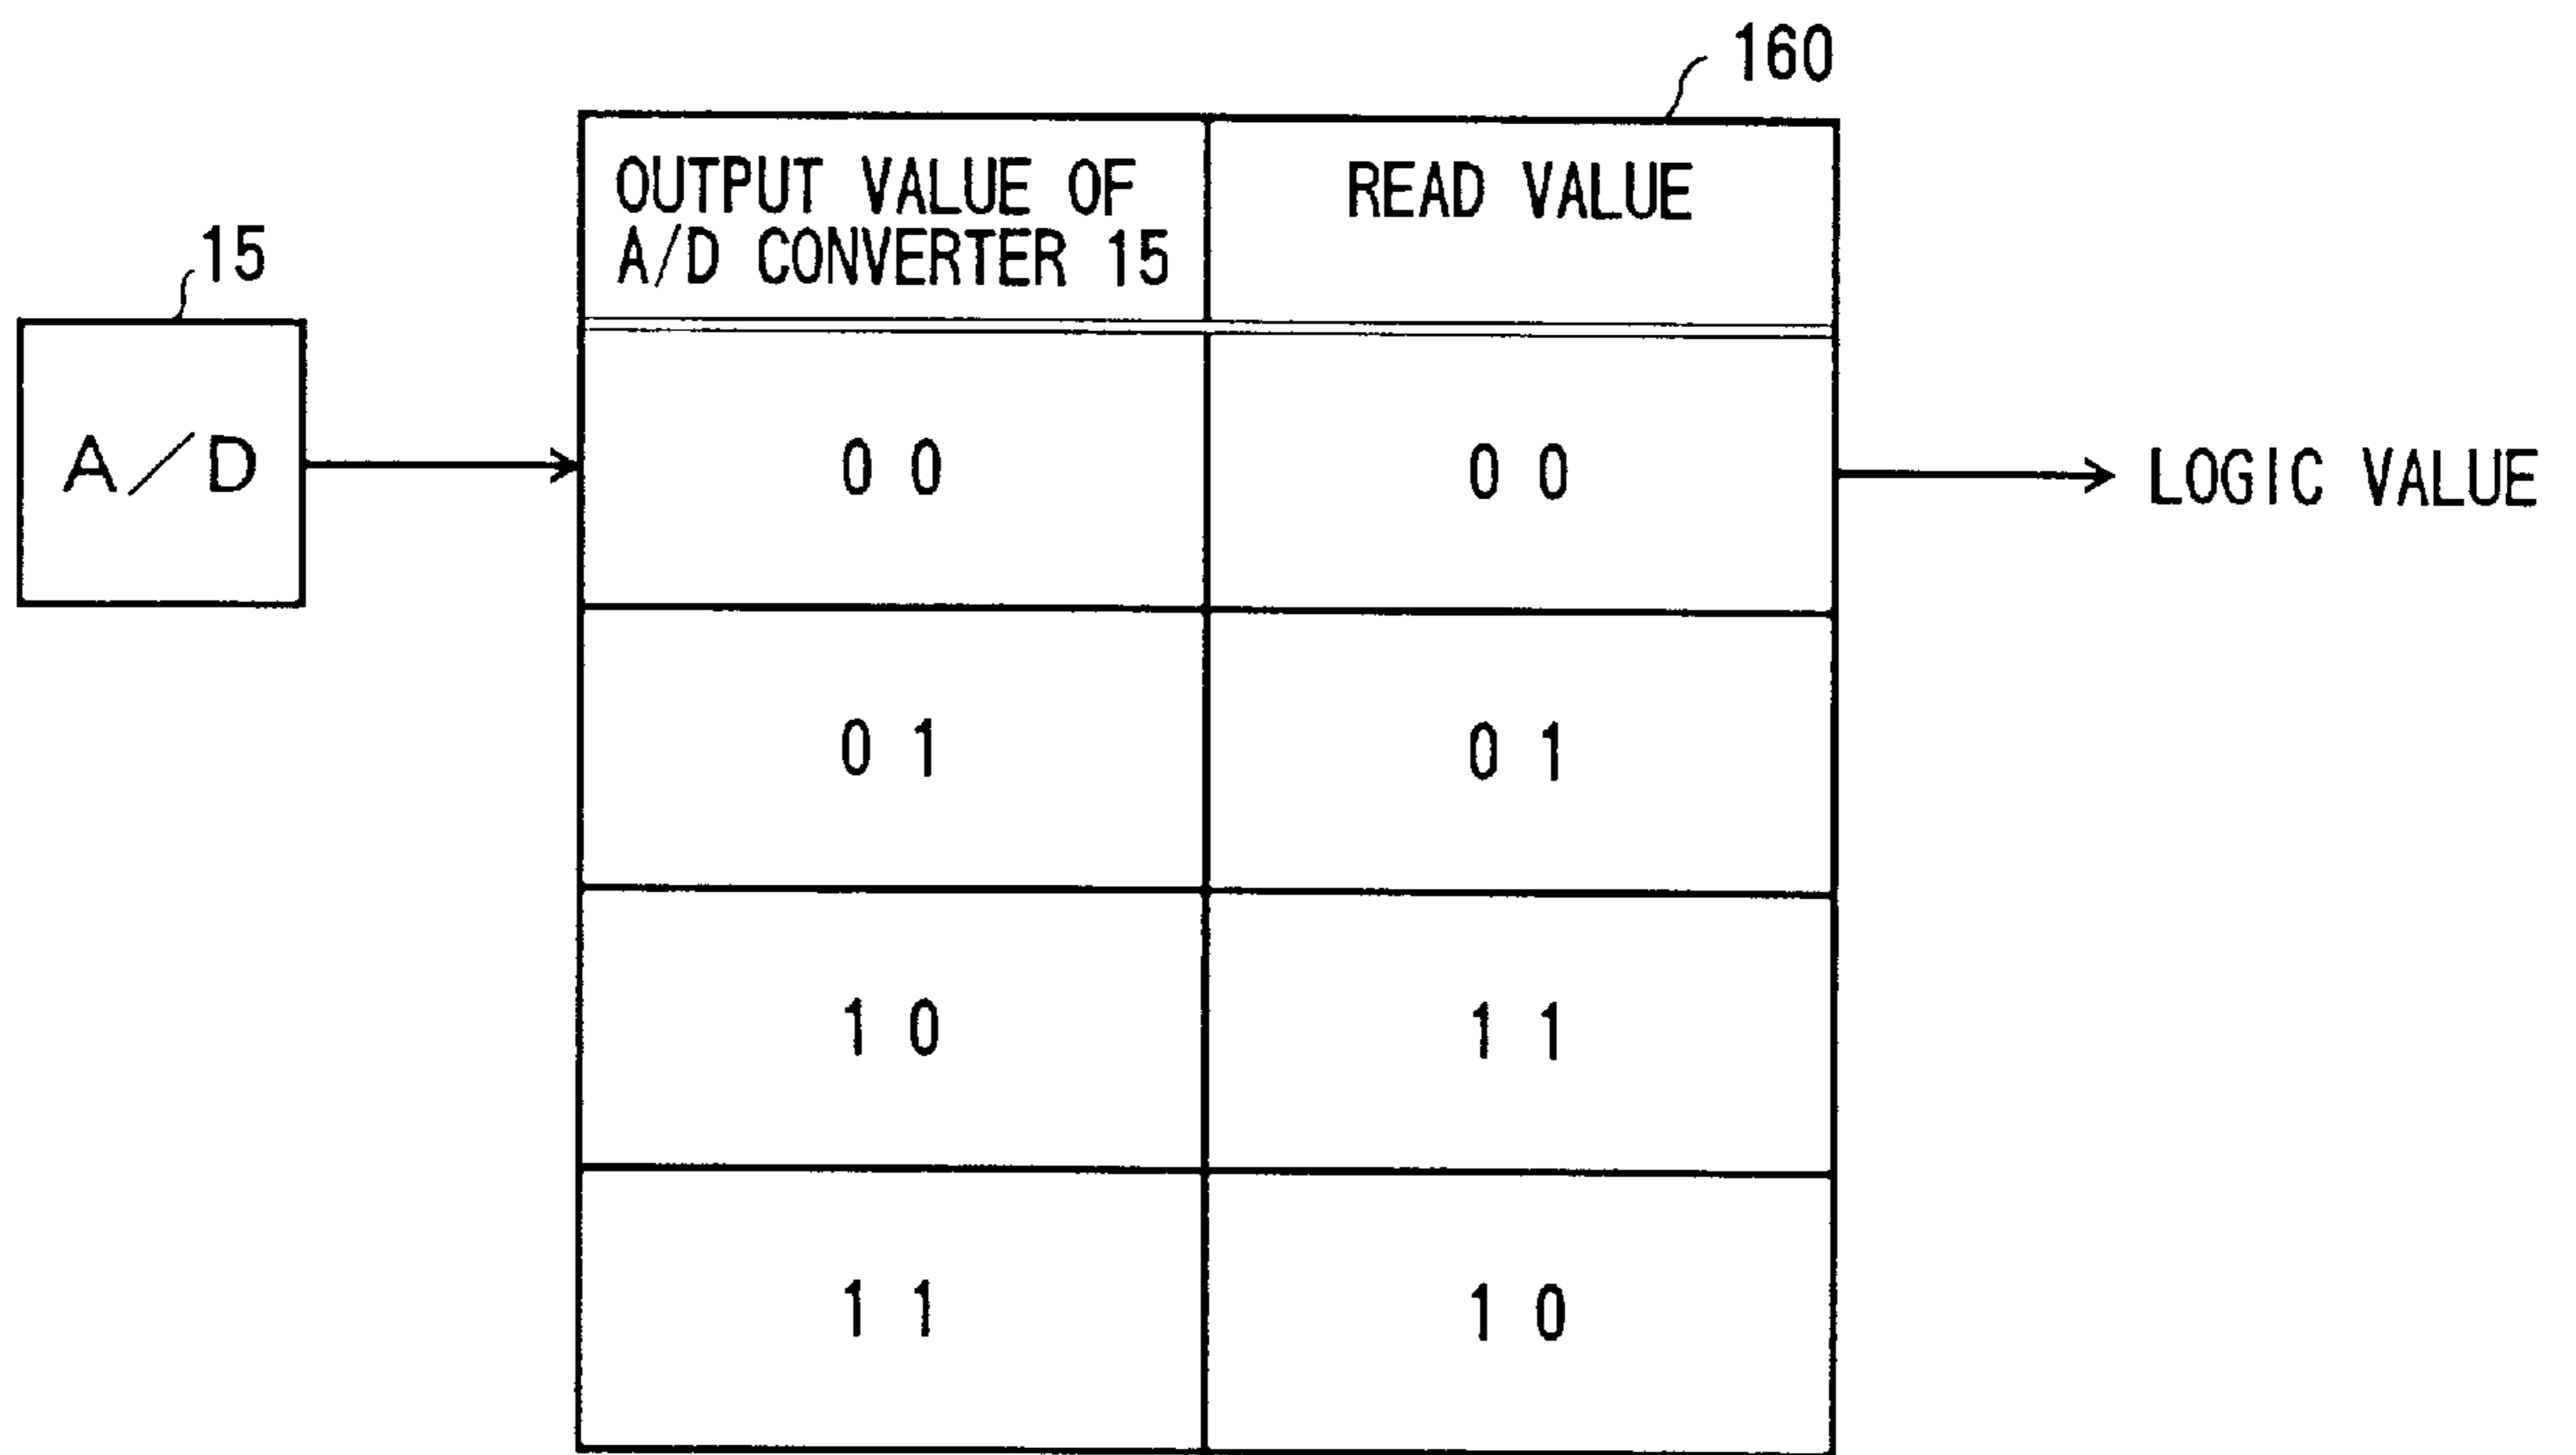 160
OUTPUT VALUE OF
A/D CONVERTER 15
READ VALUE
15
A/D
0 0
0 0
LOGIC VALUE
0 1
0 1
1 0
1 1
1 1
1 0